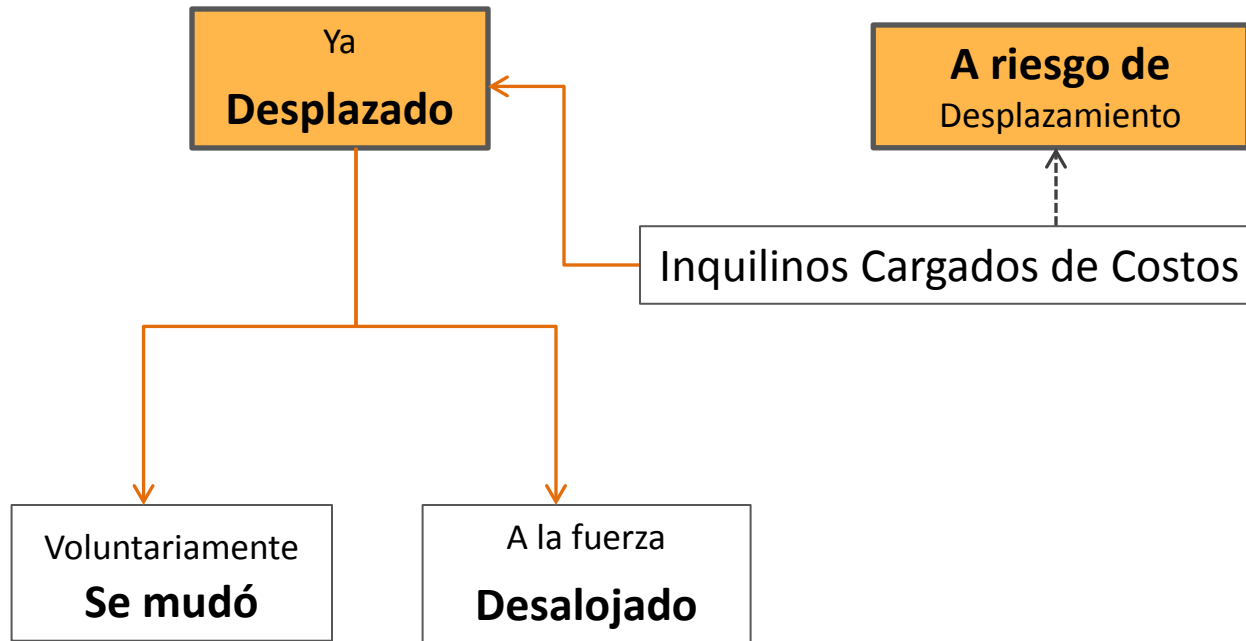 Ya
Desplazado
A riesgo de
Desplazamiento
Inquilinos Cargados de Costos
Voluntariamente
Se mudó
A la fuerza
Desalojado